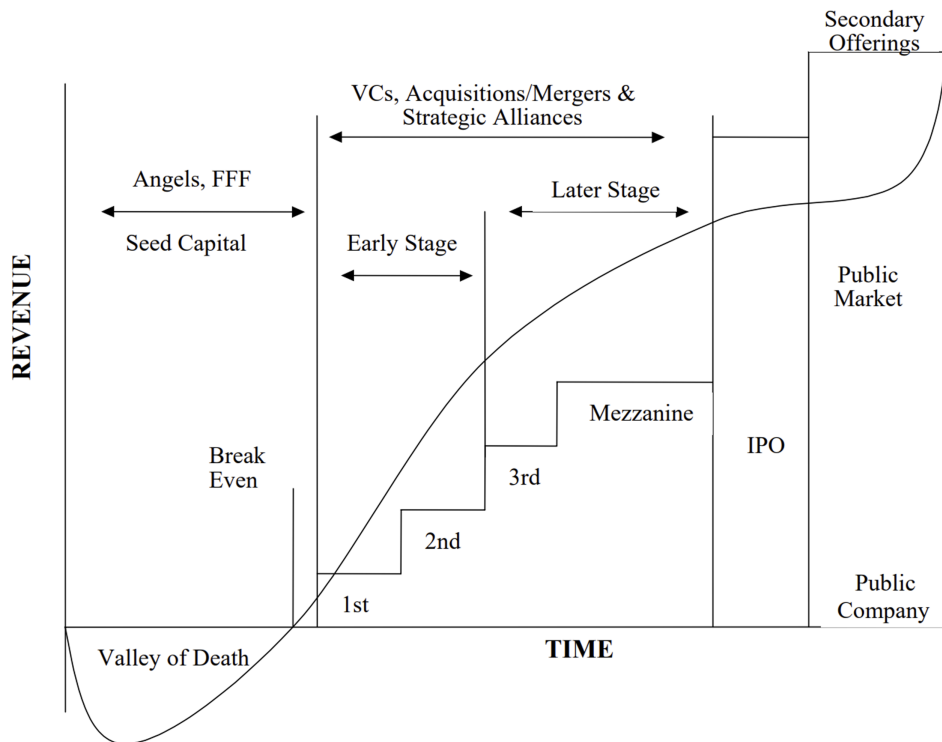 Secondary
Offerings
VCs, Acquisitions/Mergers &
Strategic Alliances
Angels, FFF
Later Stage
Seed Capital
Early Stage
REVENUE
Public
Market
Mezzanine
Break
Even
IPO
3rd
2nd
1st
Public
Company
TIME
Valley of Death